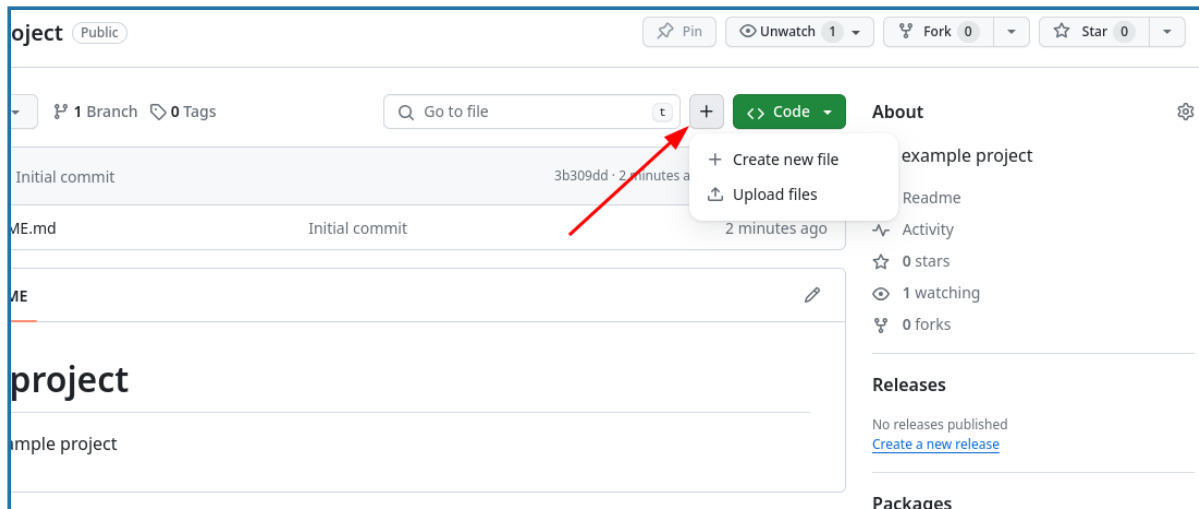 oject Public Pin Unwatch 1 Fork 0 Star 0
1 Branch 0 Tags Go to file t + Code About
Create new file
example project
Initial commit 3b309dd · 2 minutes a
Upload files
Readme
ME.md Initial commit 2 minutes ago
Activity
0 stars
ME
1 watching
0 forks
project
Releases
No releases published
ample project
Create a new release
Packages